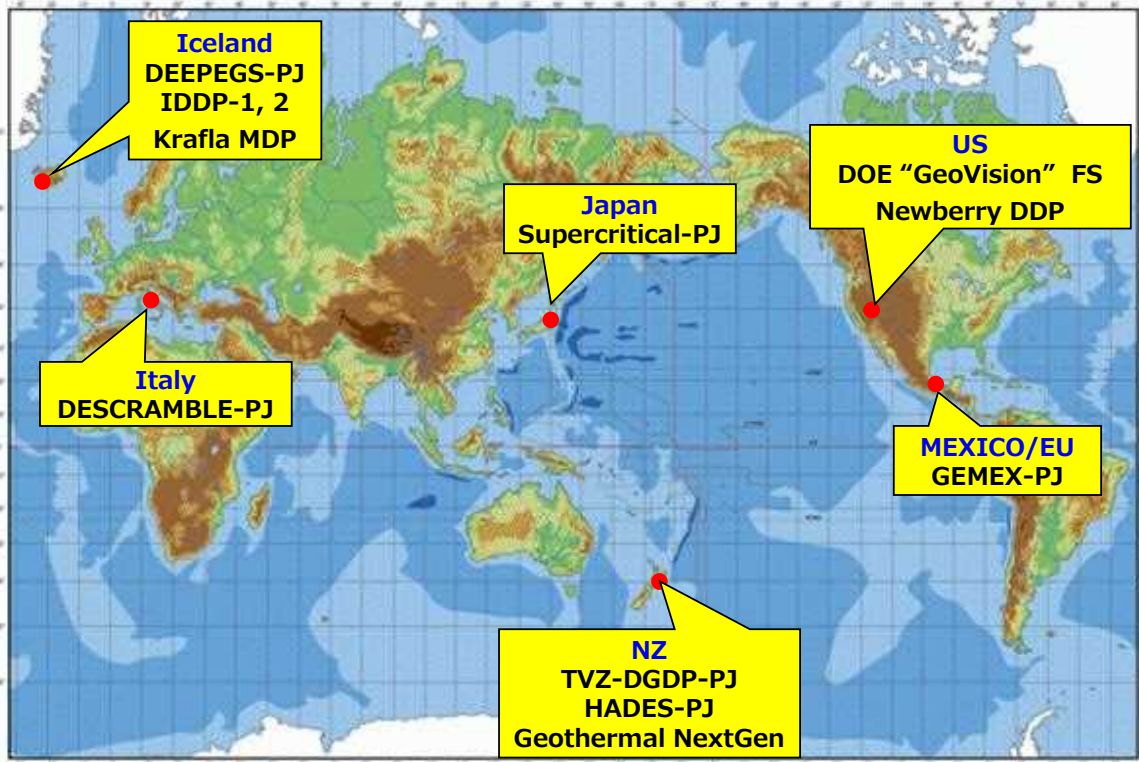 Iceland
DEEPEGS-PJ
IDDP-1, 2
Krafla MDP
US
DOE “GeoVision” FS
Newberry DDP
Japan
Supercritical-PJ
Italy
DESCRAMBLE-PJ
MEXICO/EU
GEMEX-PJ
NZ
TVZ-DGDP-PJ
HADES-PJ
Geothermal NextGen